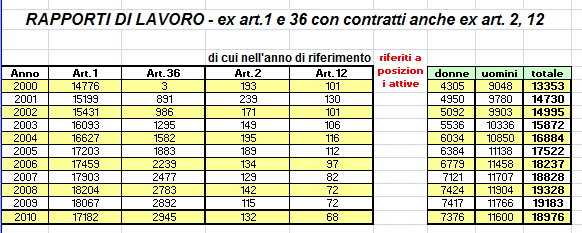 RAPPORTI DI LAVORO - ex art.1 e 36 con contratti anche ex art. 2, 12
di cui nell'anno di riferimento riferiti a posizion i attive
Anno Art.1 Art.36 Art.2 Art.12 donne uomini totale
2000 14776 3 193 101 4305 9048 13353
2001 15199 891 239 130 4950 9780 14730
2002 15431 986 171 101 5092 9903 14995
2003 16093 1295 149 106 5536 10336 15872
2004 16627 1582 195 116 6034 10850 16884
2005 17203 1883 189 112 6384 11138 17522
2006 17459 2239 134 97 6779 11458 18237
2007 17903 2477 129 82 7121 11707 18828
2008 18204 2783 142 72 7424 11904 19328
2009 18067 2892 115 72 7417 11766 19183
2010 17182 2945 132 68 7376 11600 18976